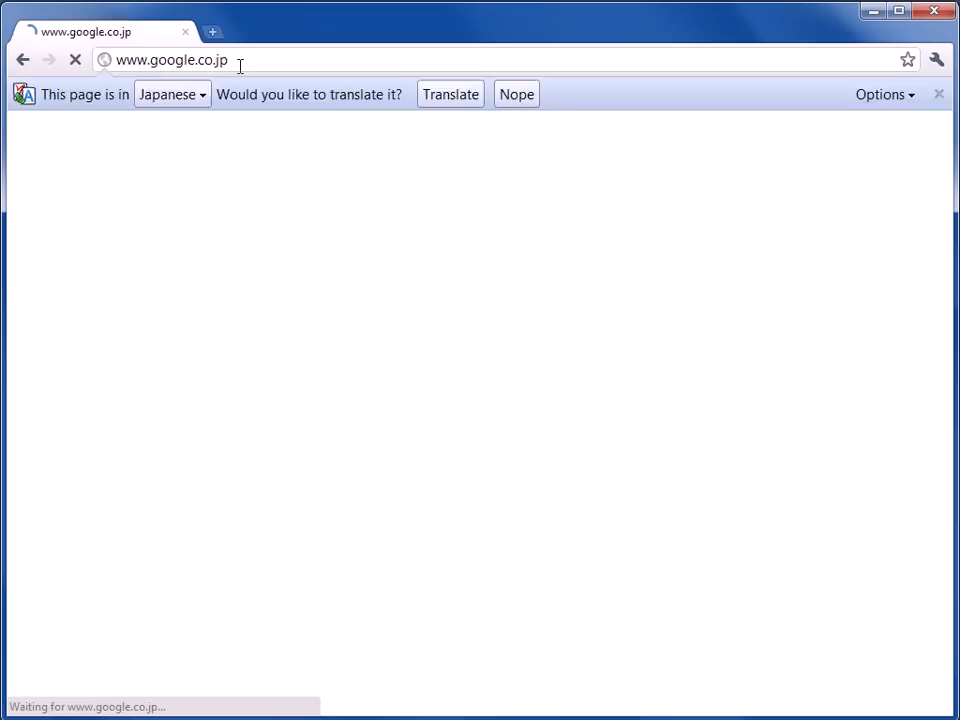 www.google.co.jp
www.google.co.jp
This page is in Japanese Would you like to translate it? Translate Nope Options
Waiting for www.google.co.jp...